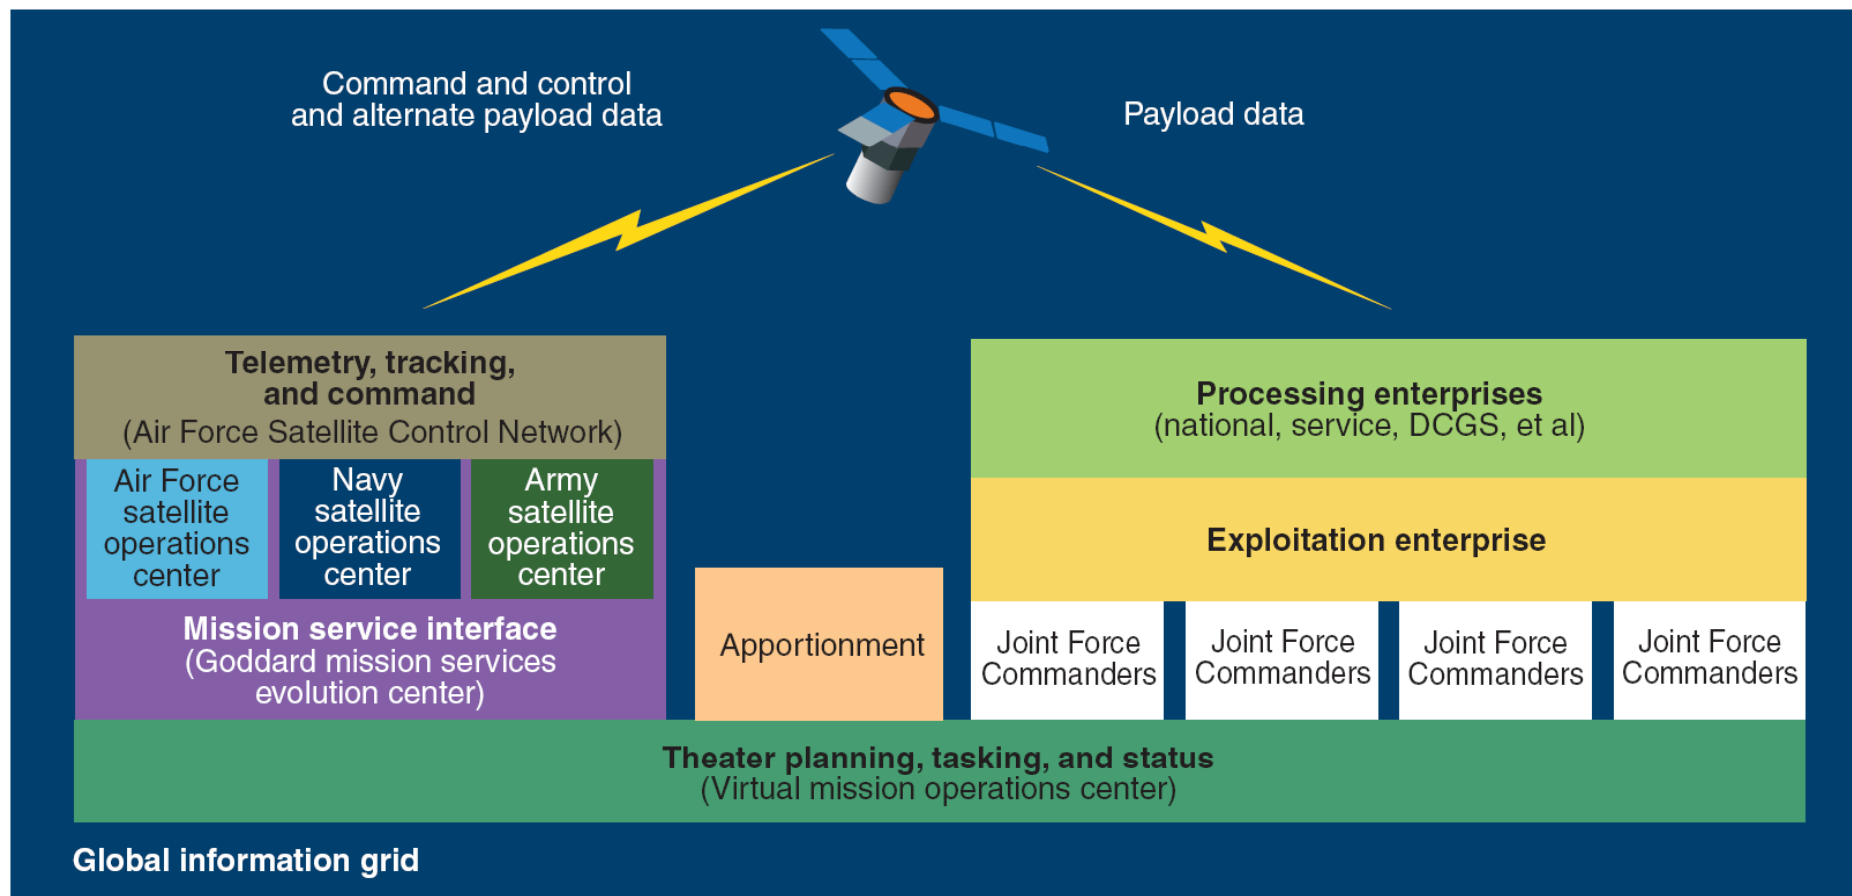 Command and control
and alternate payload data
Payload data
Telemetry, tracking,
and command
(Air Force Satellite Control Network)
Air Force
satellite
operations
center
Navy
satellite
operations
center
Army
satellite
operations
center
Mission service interface
(Goddard mission services
evolution center)
Apportionment
Processing enterprises
(national, service, DCGS, et al)
Exploitation enterprise
Joint Force
Commanders
Joint Force
Commanders
Joint Force
Commanders
Joint Force
Commanders
Theater planning, tasking, and status
(Virtual mission operations center)
Global information grid